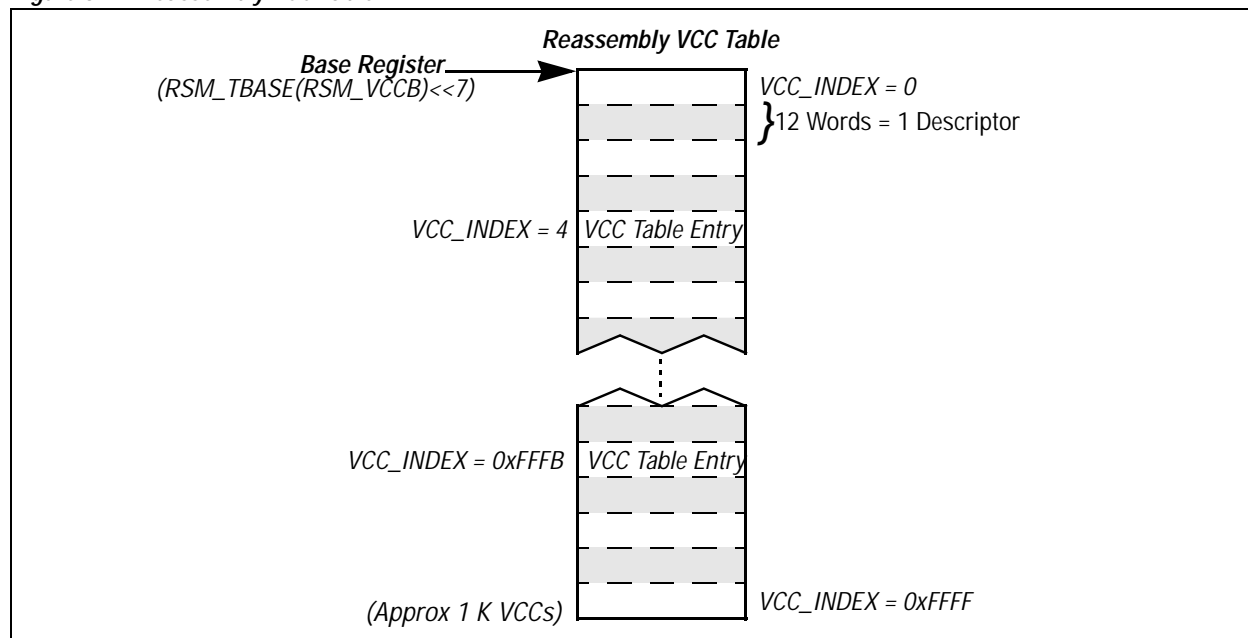 Reassembly VCC Table
Base Register
(RSM_TBASE(RSM_VCCB)<<7)
VCC_INDEX = 0
}12 Words = 1 Descriptor
VCC_INDEX = 4
VCC Table Entry
VCC_INDEX = 0xFFFB
VCC Table Entry
(Approx 1 K VCCs)
VCC_INDEX = 0xFFFF